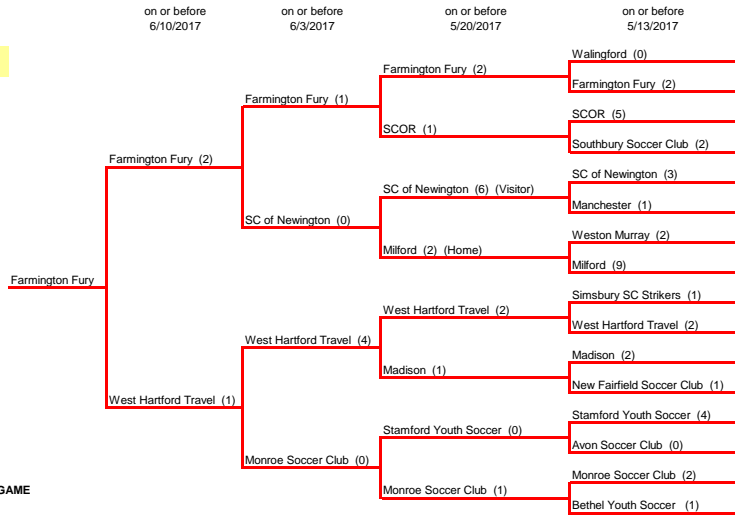 on or before
6/10/2017
on or before
6/3/2017
on or before
5/20/2017
on or before
5/13/2017
Walingford (0)
Farmington Fury (2)
Farmington Fury (2)
Farmington Fury (1)
SCOR (5)
SCOR (1)
Southbury Soccer Club (2)
Farmington Fury (2)
SC of Newington (3)
SC of Newington (6) (Visitor)
Manchester (1)
SC of Newington (0)
Weston Murray (2)
Milford (2) (Home)
Milford (9)
Farmington Fury
Simsbury SC Strikers (1)
West Hartford Travel (2)
West Hartford Travel (2)
West Hartford Travel (4)
Madison (2)
Madison (1)
New Fairfield Soccer Club (1)
West Hartford Travel (1)
Stamford Youth Soccer (4)
Stamford Youth Soccer (0)
Avon Soccer Club (0)
Monroe Soccer Club (0)
Monroe Soccer Club (2)
Monroe Soccer Club (1)
GAME
Bethel Youth Soccer (1)